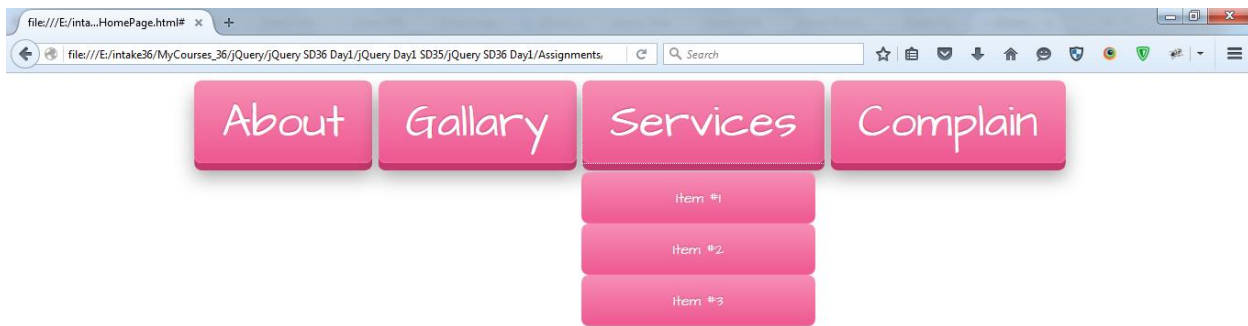 file:///E:/inta...HomePage.html#
file:///E:/intake36/MyCourses_36/jQuery/jQuery SD36 Day1/jQuery Day1 SD35/jQuery SD36 Day1/Assignments/
Search
About Gallary Services Complain
Item #1
Item #2
Item #3